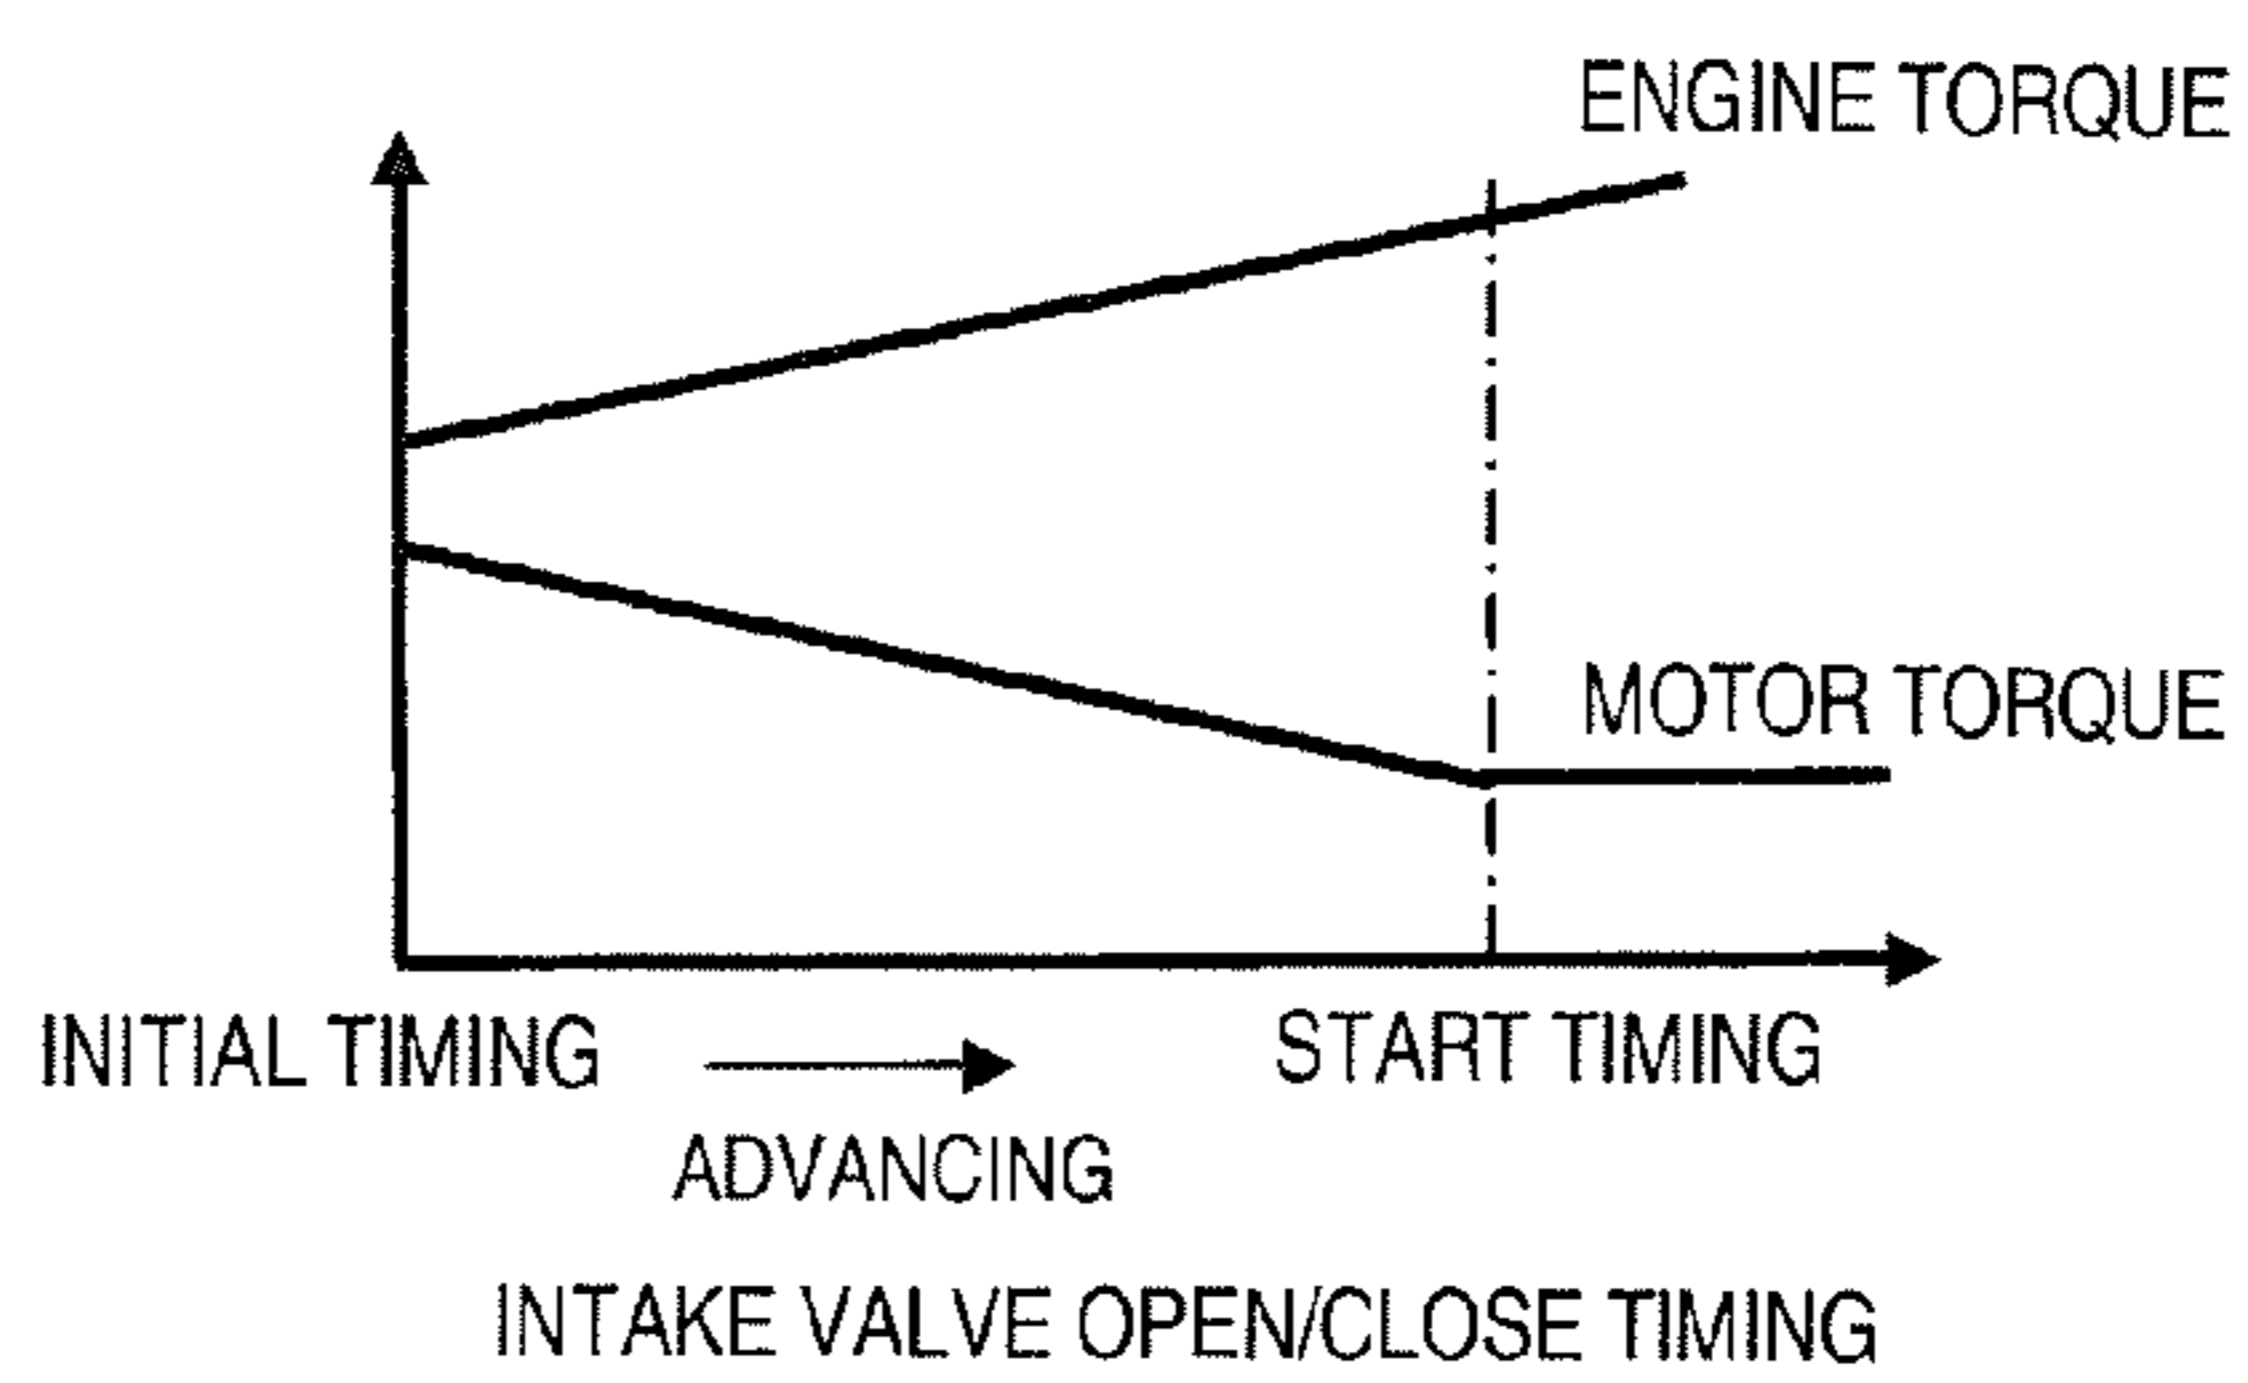 ENGINE TORQUE
MOTOR TORQUE
INITIAL TIMING
START TIMING
ADVANCING
INTAKE VALVE OPEN/CLOSE TIMING